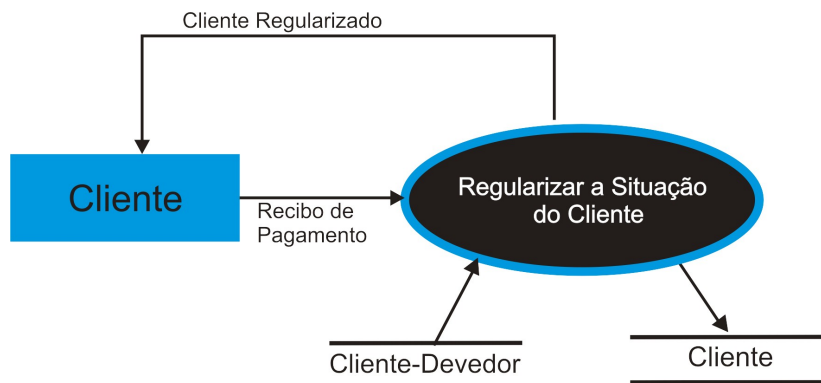 Cliente Regularizado
Cliente
Recibo de
Pagamento
Regularizar a Situação
do Cliente
Cliente-Devedor
Cliente